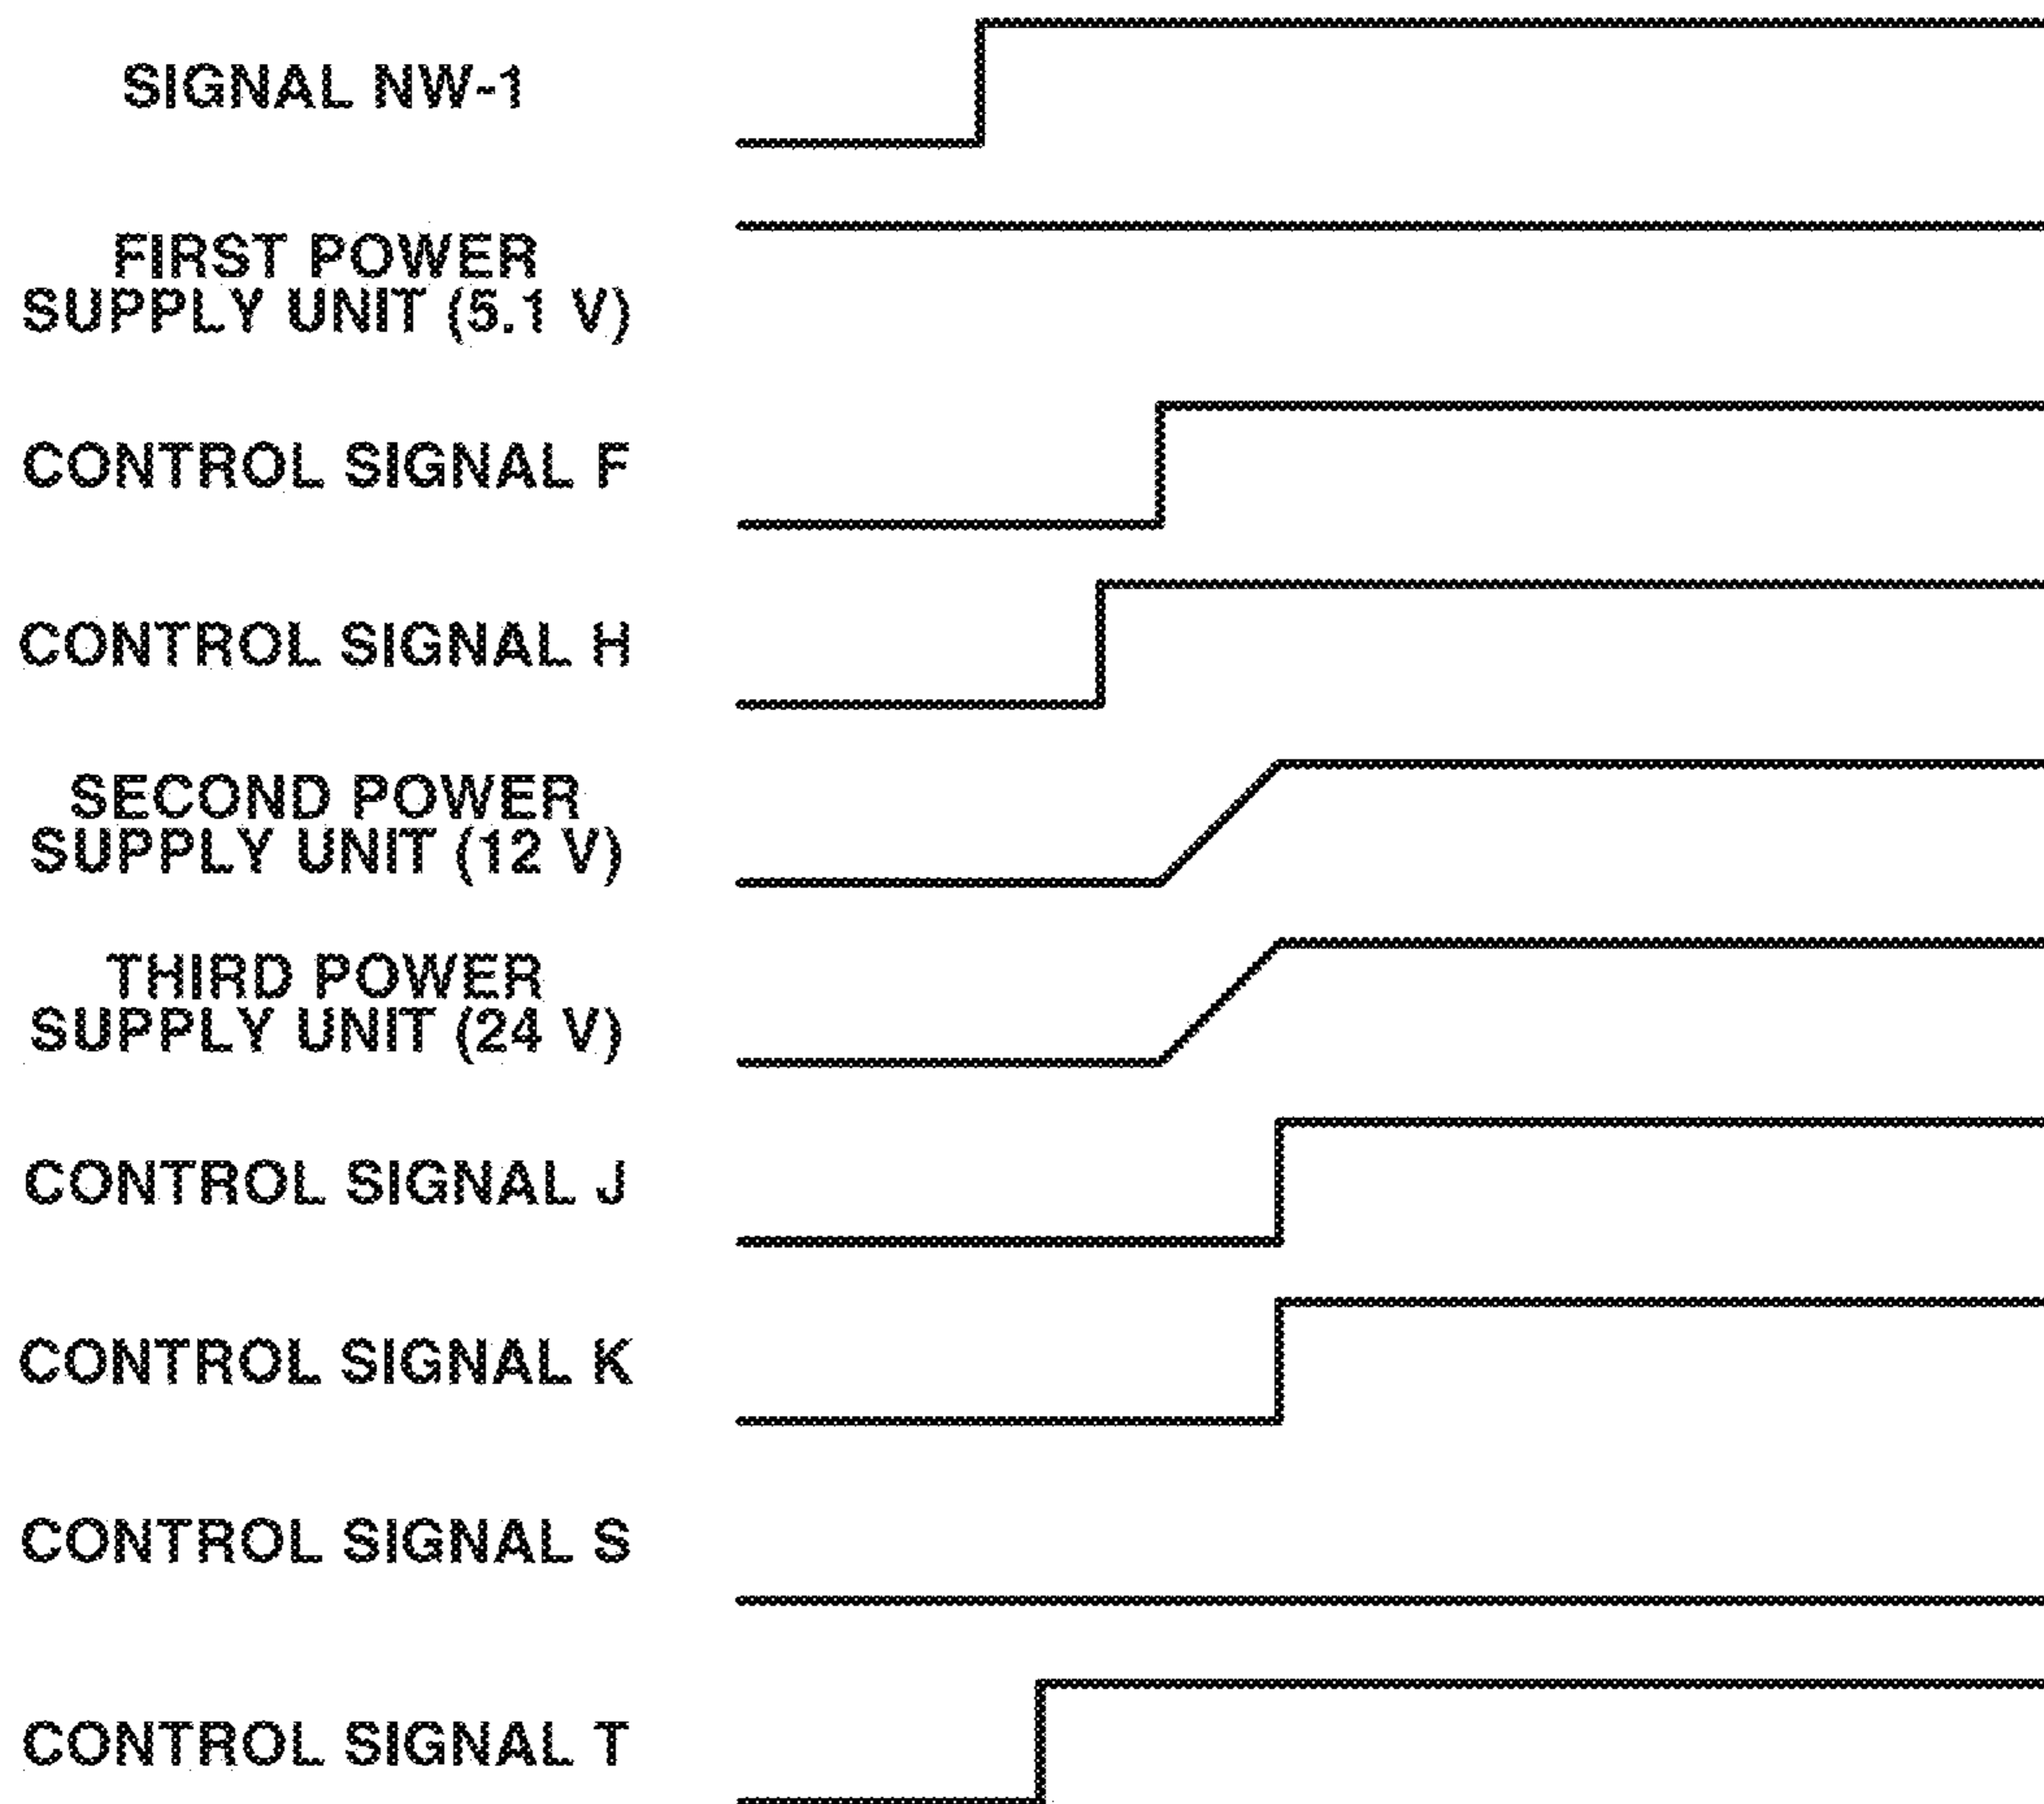 SIGNAL NW-1
FIRST POWER
SUPPLY UNIT (5.1 V)
CONTROL SIGNAL F
CONTROL SIGNAL H
SECOND POWER
SUPPLY UNIT (12 V)
THIRD POWER
SUPPLY UNIT (24 V)
CONTROL SIGNAL J
CONTROL SIGNAL K
CONTROL SIGNAL S
CONTROL SIGNAL T